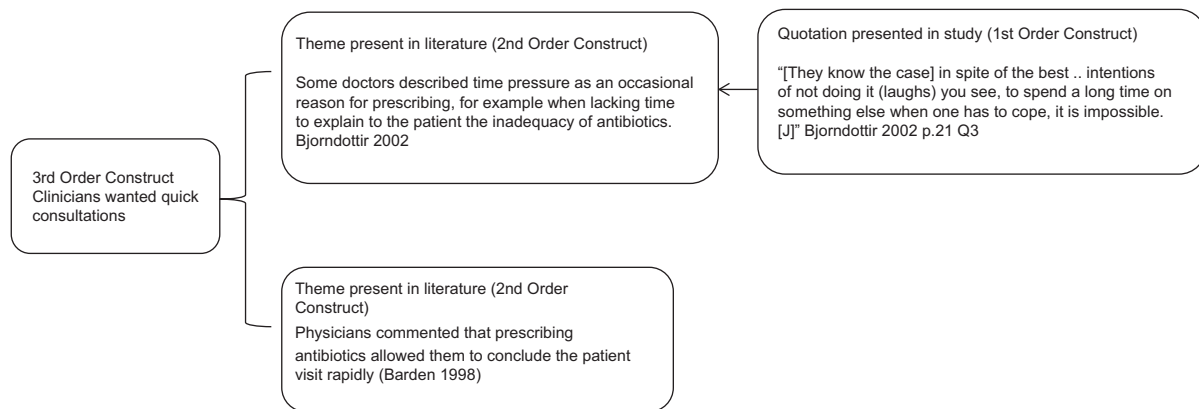 3rd Order Construct
Clinicians wanted quick
consultations
Theme present in literature (2nd Order Construct)
Some doctors described time pressure as an occasional
reason for prescribing, for example when lacking time
to explain to the patient the inadequacy of antibiotics.
Bjorndottir 2002
Quotation presented in study (1st Order Construct)
“[They know the case] in spite of the best .. intentions
of not doing it (laughs) you see, to spend a long time on
something else when one has to cope, it is impossible.
[J]” Bjorndottir 2002 p.21 Q3
Theme present in literature (2nd Order
Construct)
Physicians commented that prescribing
antibiotics allowed them to conclude the patient
visit rapidly (Barden 1998)